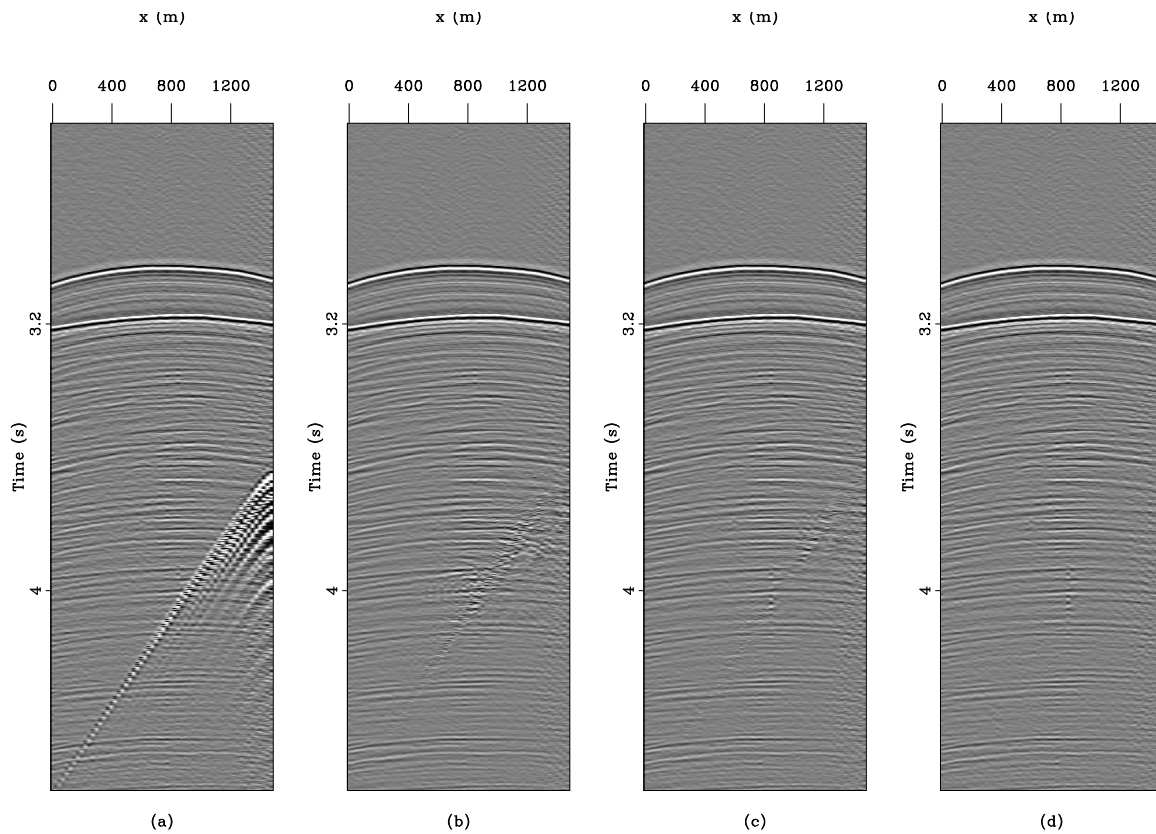 x (m) x (m) x (m) x (m)
0 400 800 1200 0 400 800 1200 0 400 800 1200 0 400 800 1200
3.2 3.2 3.2 3.2
Time (s) Time (s) Time (s) Time (s)
4 4 4 4
(a) (b) (c) (d)